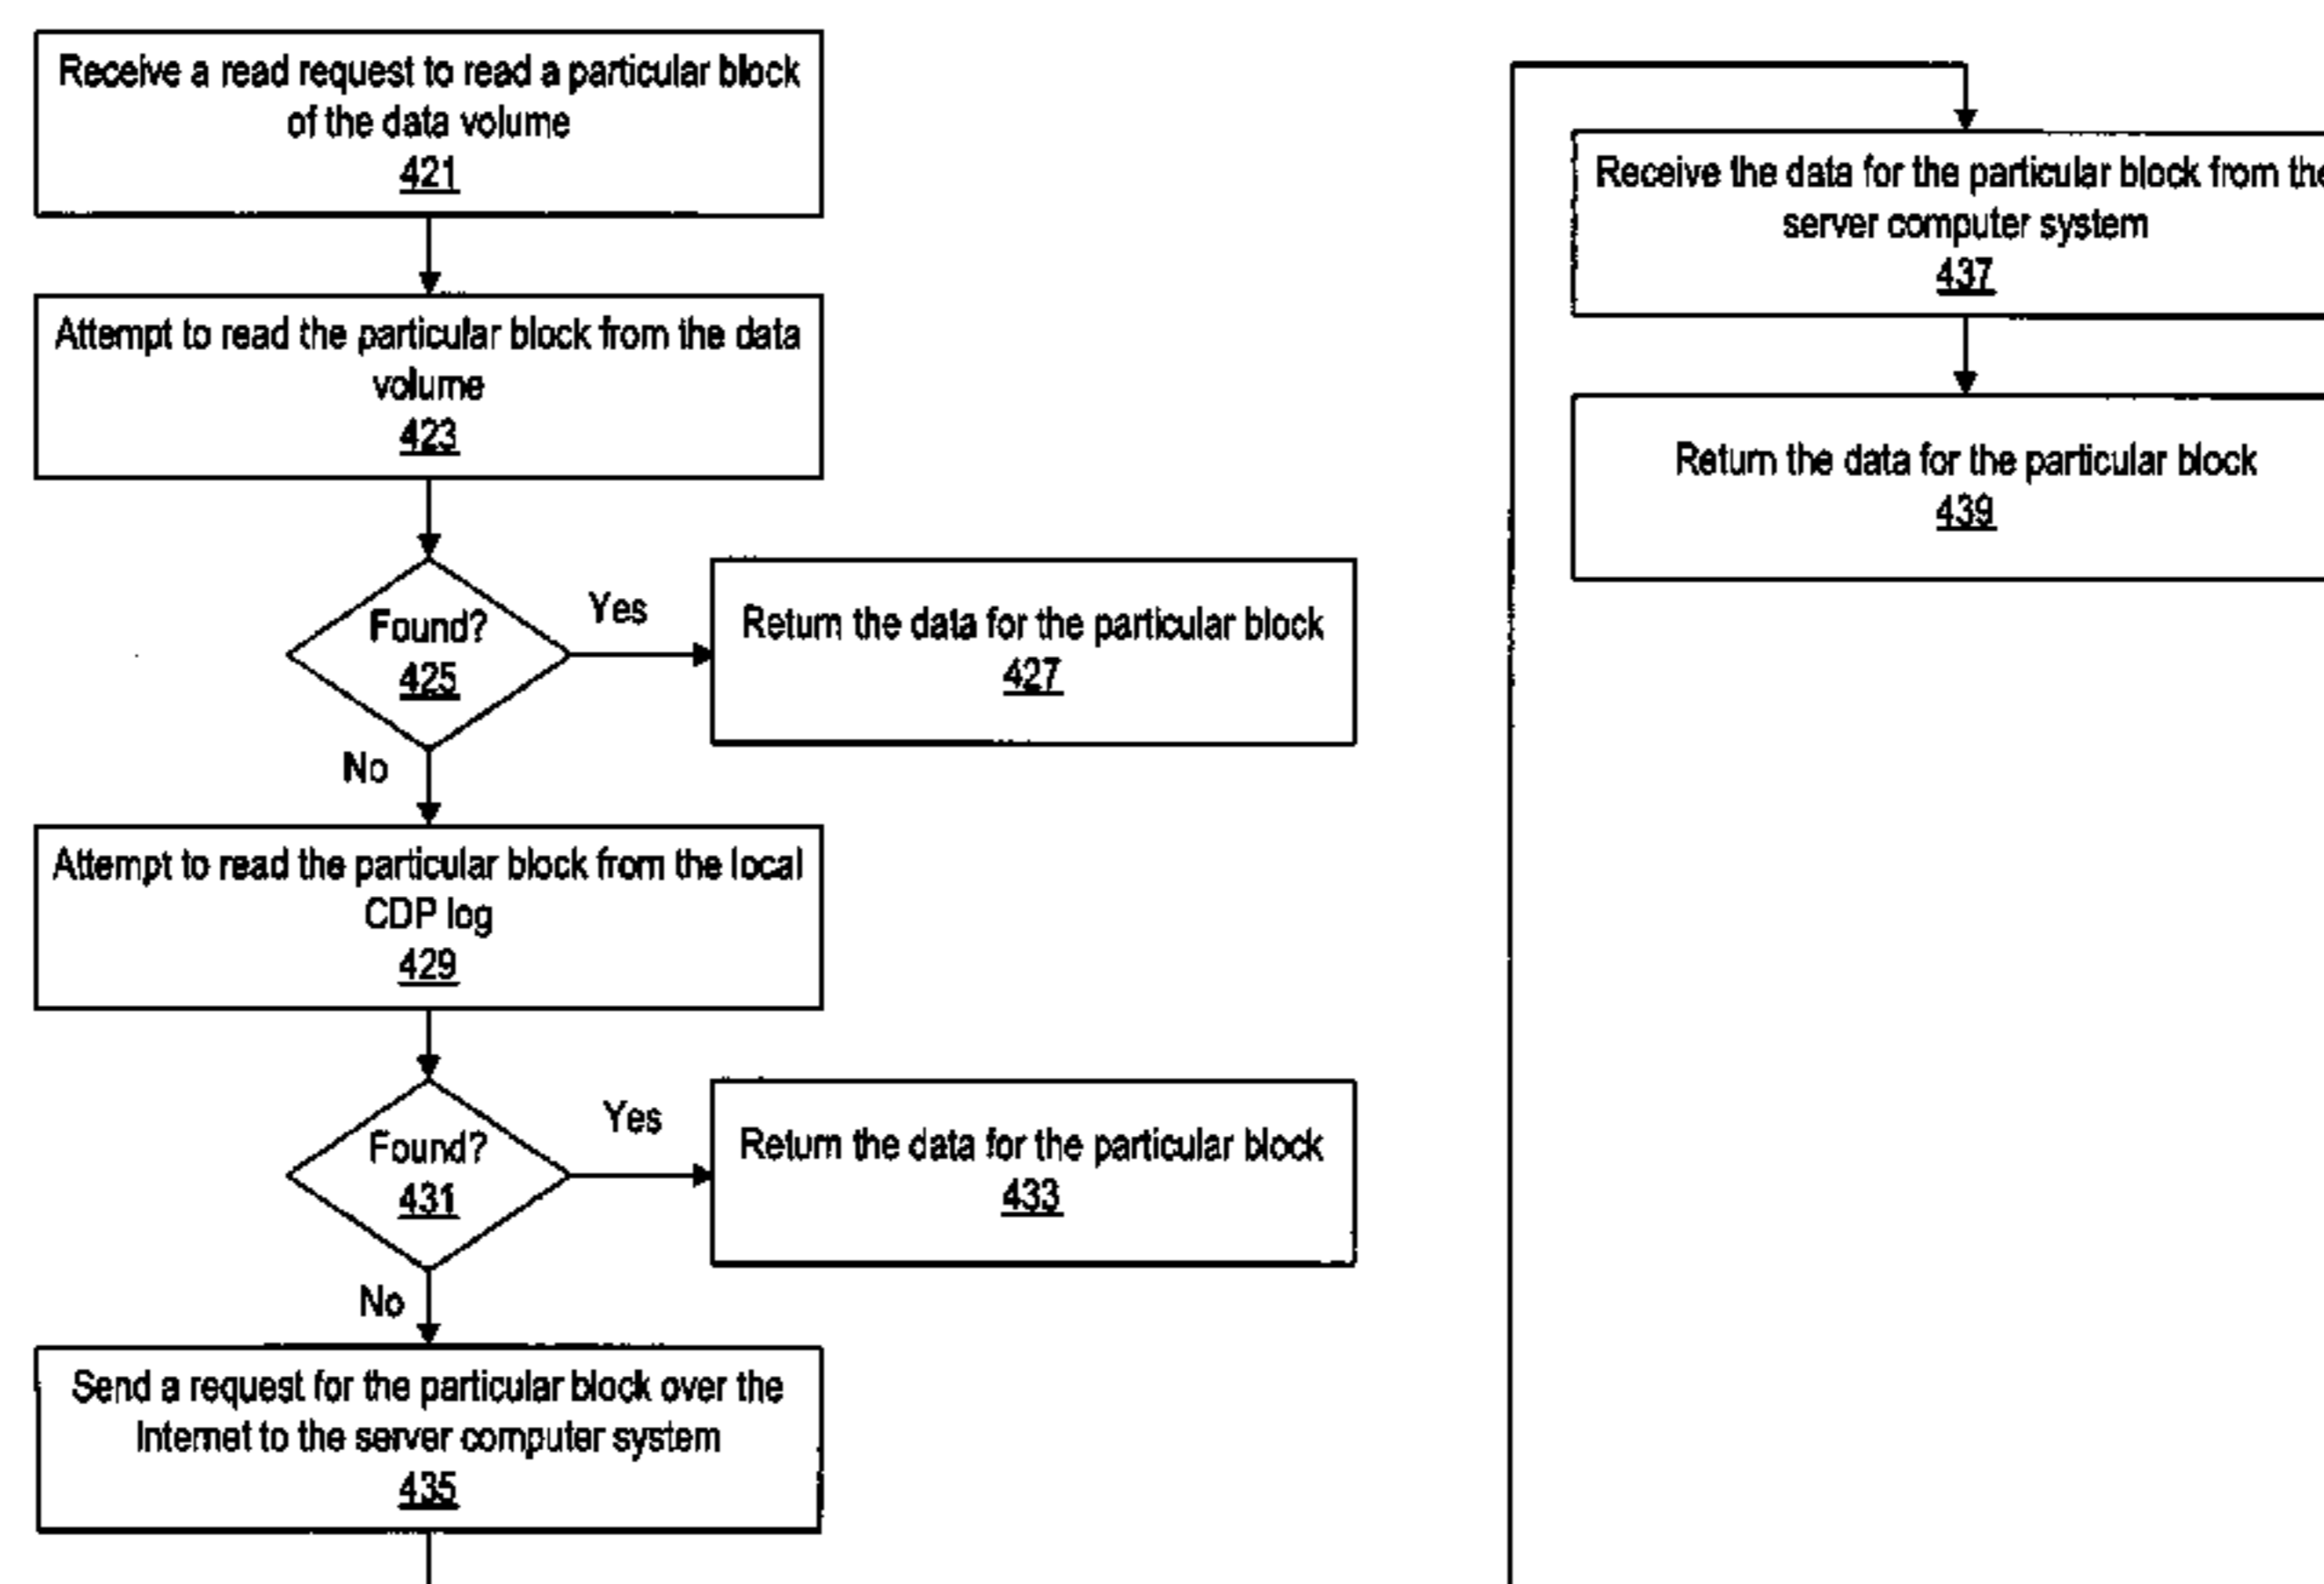 Receive a read request to read a particular block
of the data volume
421
Attempt to read the particular block from the data
volume
423
Found?
425
Yes
Return the data for the particular block
427
No
Attempt to read the particular block from the local
CDP log
429
Found?
431
Yes
Return the data for the particular block
433
No
Send a request for the particular block over the
Internet to the server computer system
435
Receive the data for the particular block from the
server computer system
437
Return the data for the particular block
439